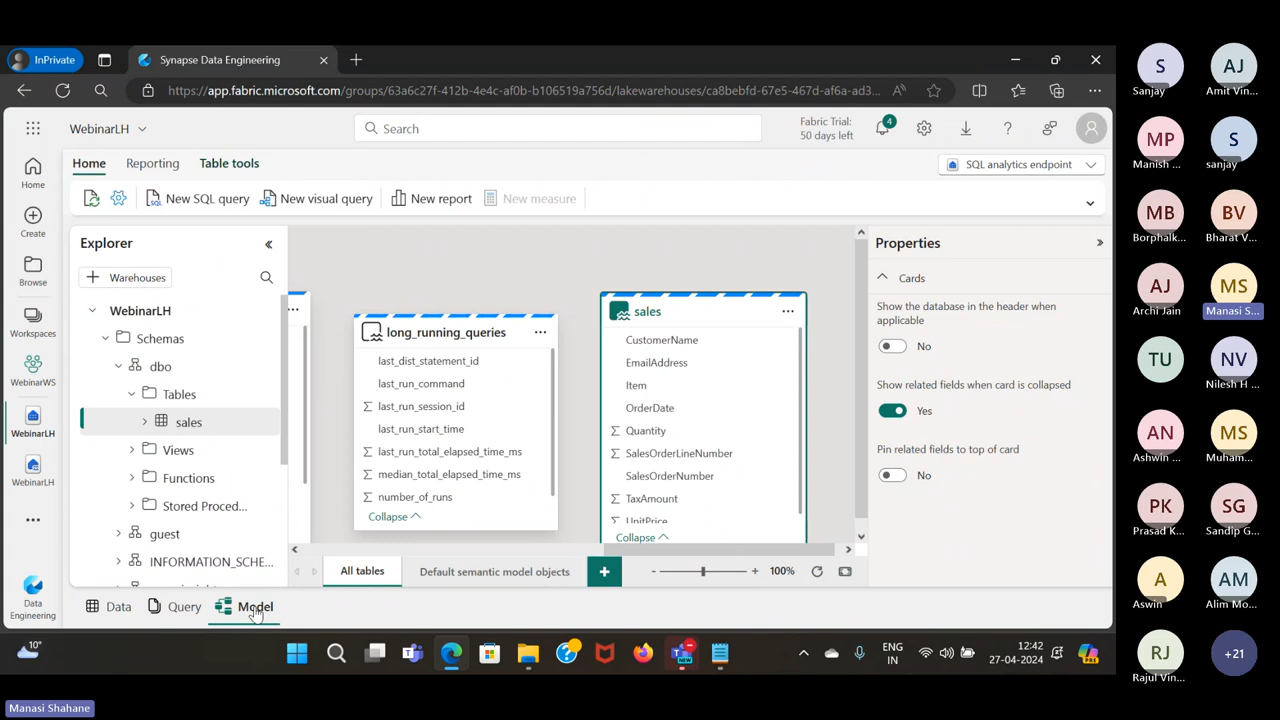 InPrivate
Synapse Data Engineering
https://app.fabric.microsoft.com/groups/63a6c27f-412b-4e4c-af0b-b106519a756d/lakewarehouses/ca8bebfd-67e5-467d-af6a-ad3...
WebinarLH
Search
Fabric Trial:
50 days left
4
Home
Reporting
Table tools
SQL analytics endpoint
New SQL query
New visual query
New report
New measure
Home
Create
Browse
Workspaces
WebinarWS
WebinarLH
WebinarLH
Data
Engineering
Explorer
Warehouses
WebinarLH
Schemas
dbo
Tables
sales
Views
Functions
Stored Proced...
guest
INFORMATION_SCHE...
long_running_queries
last_dist_statement_id
last_run_command
last_run_session_id
last_run_start_time
last_run_total_elapsed_time_ms
median_total_elapsed_time_ms
number_of_runs
Collapse
sales
CustomerName
EmailAddress
Item
OrderDate
Quantity
SalesOrderLineNumber
SalesOrderNumber
TaxAmount
UnitPrice
Collapse
Properties
Cards
Show the database in the header when
applicable
No
Show related fields when card is collapsed
Yes
Pin related fields to top of card
No
All tables
Default semantic model objects
100%
Data
Query
Model
10°
ENG
IN
12:42
27-04-2024
S
Sanjay
AJ
Amit Vin...
MP
Manish ...
S
sanjay
MB
Borphalk...
BV
Bharat V...
AJ
Archi Jain
MS
Manasi S...
TU
NV
Nilesh H ...
AN
Ashwin ...
MS
Muham...
PK
Prasad K...
SG
Sandip G...
A
Aswin
AM
Alim Mo...
RJ
Rajul Vin...
+21
Manasi Shahane